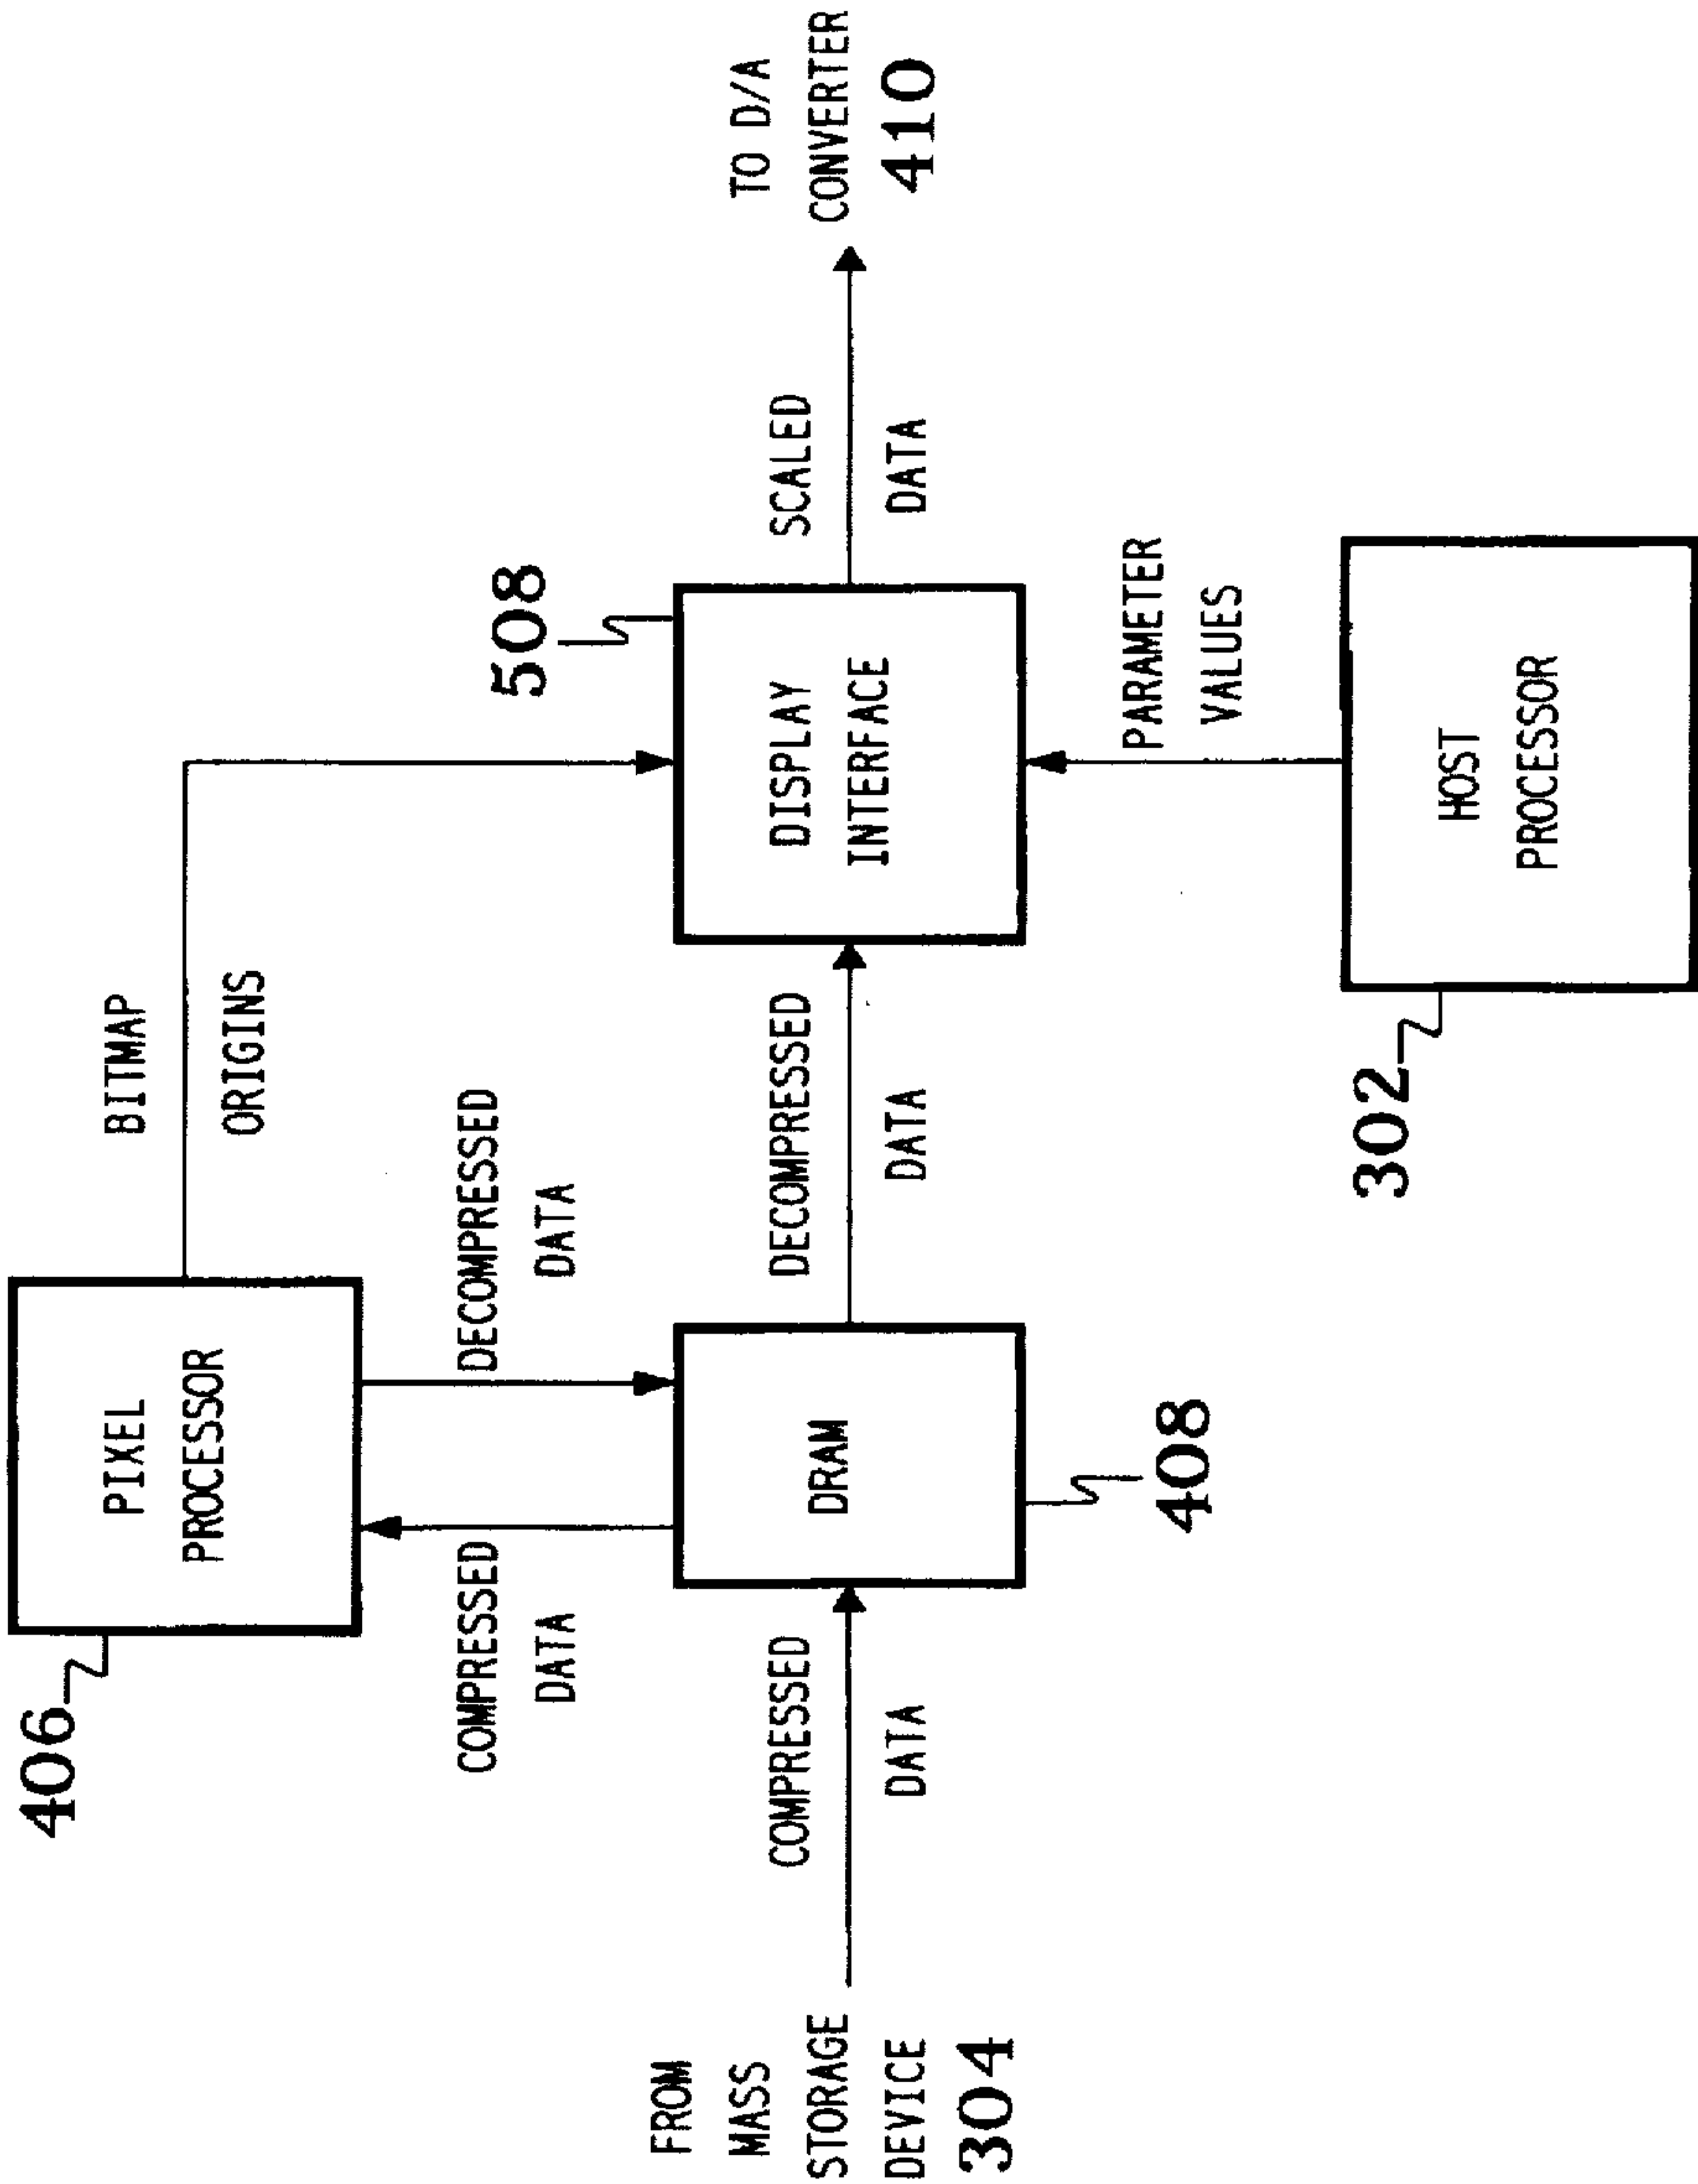 406
PIXEL
PROCESSOR
BITMAP
ORIGINS
COMPRESSED
DATA
DECOMPRESSED
DATA
508
FROM
MASS
STORAGE
DEVICE
304
COMPRESSED
DATA
DRAM
408
DECOMPRESSED
DATA
DISPLAY
INTERFACE
SCALED
DATA
TO D/A
CONVERTER
410
PARAMETER
VALUES
302
HOST
PROCESSOR